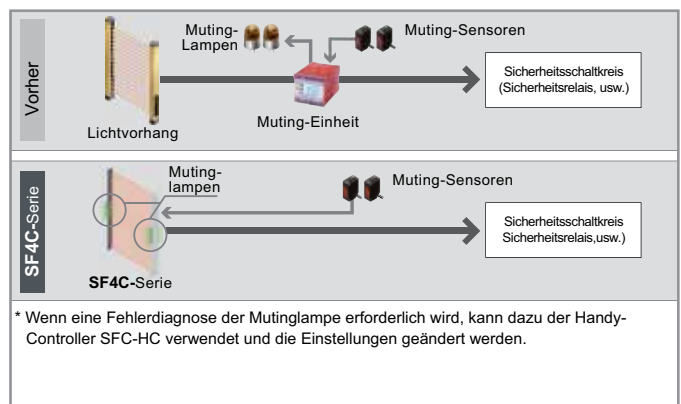 Vorher
Muting-
Lampen
Muting-Sensoren
Lichtvorhang
Muting-Einheit
Sicherheitsschaltkreis
(Sicherheitsrelais, usw.)
SF4C-Serie
Muting-
lampen
Muting-Sensoren
SF4C-Serie
Sicherheitsschaltkreis
Sicherheitsrelais,usw.)
* Wenn eine Fehlerdiagnose der Mutinglampe erforderlich wird, kann dazu der Handy-
Controller SFC-HC verwendet und die Einstellungen geändert werden.